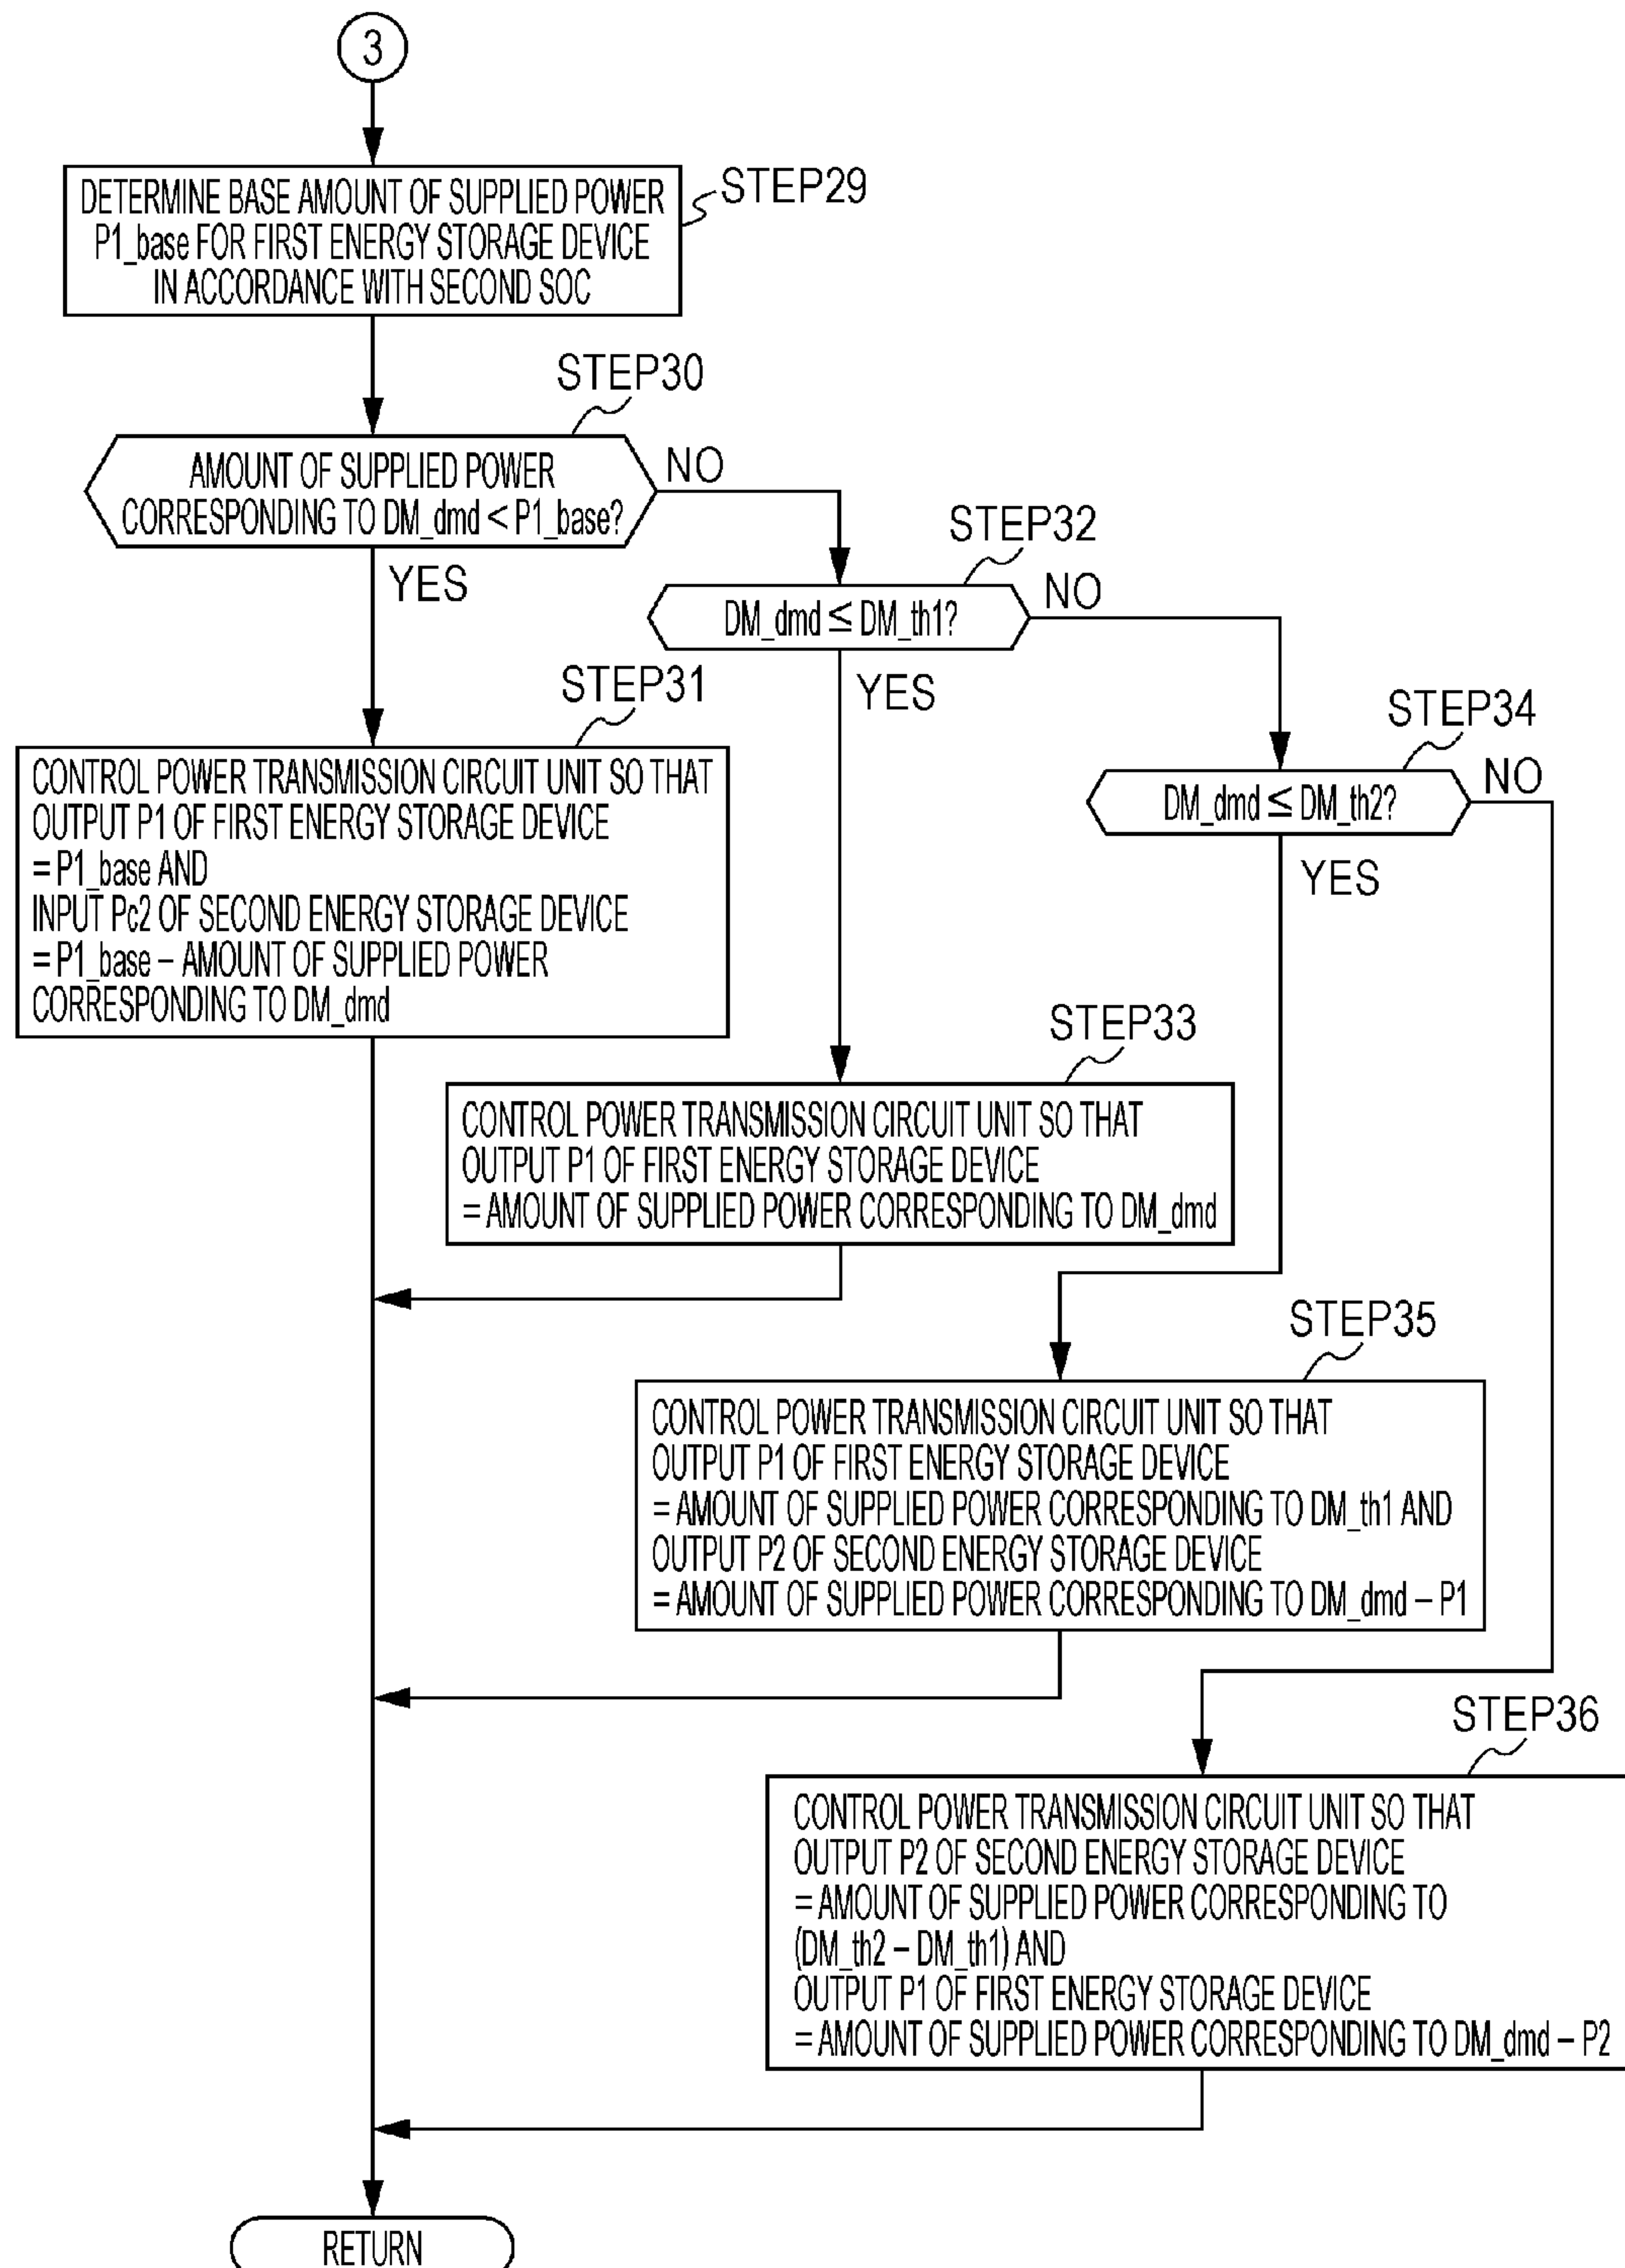 3
DETERMINE BASE AMOUNT OF SUPPLIED POWER
P1_base FOR FIRST ENERGY STORAGE DEVICE
IN ACCORDANCE WITH SECOND SOC
STEP29
STEP30
AMOUNT OF SUPPLIED POWER
CORRESPONDING TO DM_dmd < P1_base?
NO
YES
STEP32
DM_dmd ≤ DM_th1?
NO
YES
STEP31
CONTROL POWER TRANSMISSION CIRCUIT UNIT SO THAT
OUTPUT P1 OF FIRST ENERGY STORAGE DEVICE
= P1_base AND
INPUT Pc2 OF SECOND ENERGY STORAGE DEVICE
= P1_base – AMOUNT OF SUPPLIED POWER
CORRESPONDING TO DM_dmd
STEP34
DM_dmd ≤ DM_th2?
NO
YES
STEP33
CONTROL POWER TRANSMISSION CIRCUIT UNIT SO THAT
OUTPUT P1 OF FIRST ENERGY STORAGE DEVICE
= AMOUNT OF SUPPLIED POWER CORRESPONDING TO DM_dmd
STEP35
CONTROL POWER TRANSMISSION CIRCUIT UNIT SO THAT
OUTPUT P1 OF FIRST ENERGY STORAGE DEVICE
= AMOUNT OF SUPPLIED POWER CORRESPONDING TO DM_th1 AND
OUTPUT P2 OF SECOND ENERGY STORAGE DEVICE
= AMOUNT OF SUPPLIED POWER CORRESPONDING TO DM_dmd – P1
STEP36
CONTROL POWER TRANSMISSION CIRCUIT UNIT SO THAT
OUTPUT P2 OF SECOND ENERGY STORAGE DEVICE
= AMOUNT OF SUPPLIED POWER CORRESPONDING TO
(DM_th2 – DM_th1) AND
OUTPUT P1 OF FIRST ENERGY STORAGE DEVICE
= AMOUNT OF SUPPLIED POWER CORRESPONDING TO DM_dmd – P2
RETURN